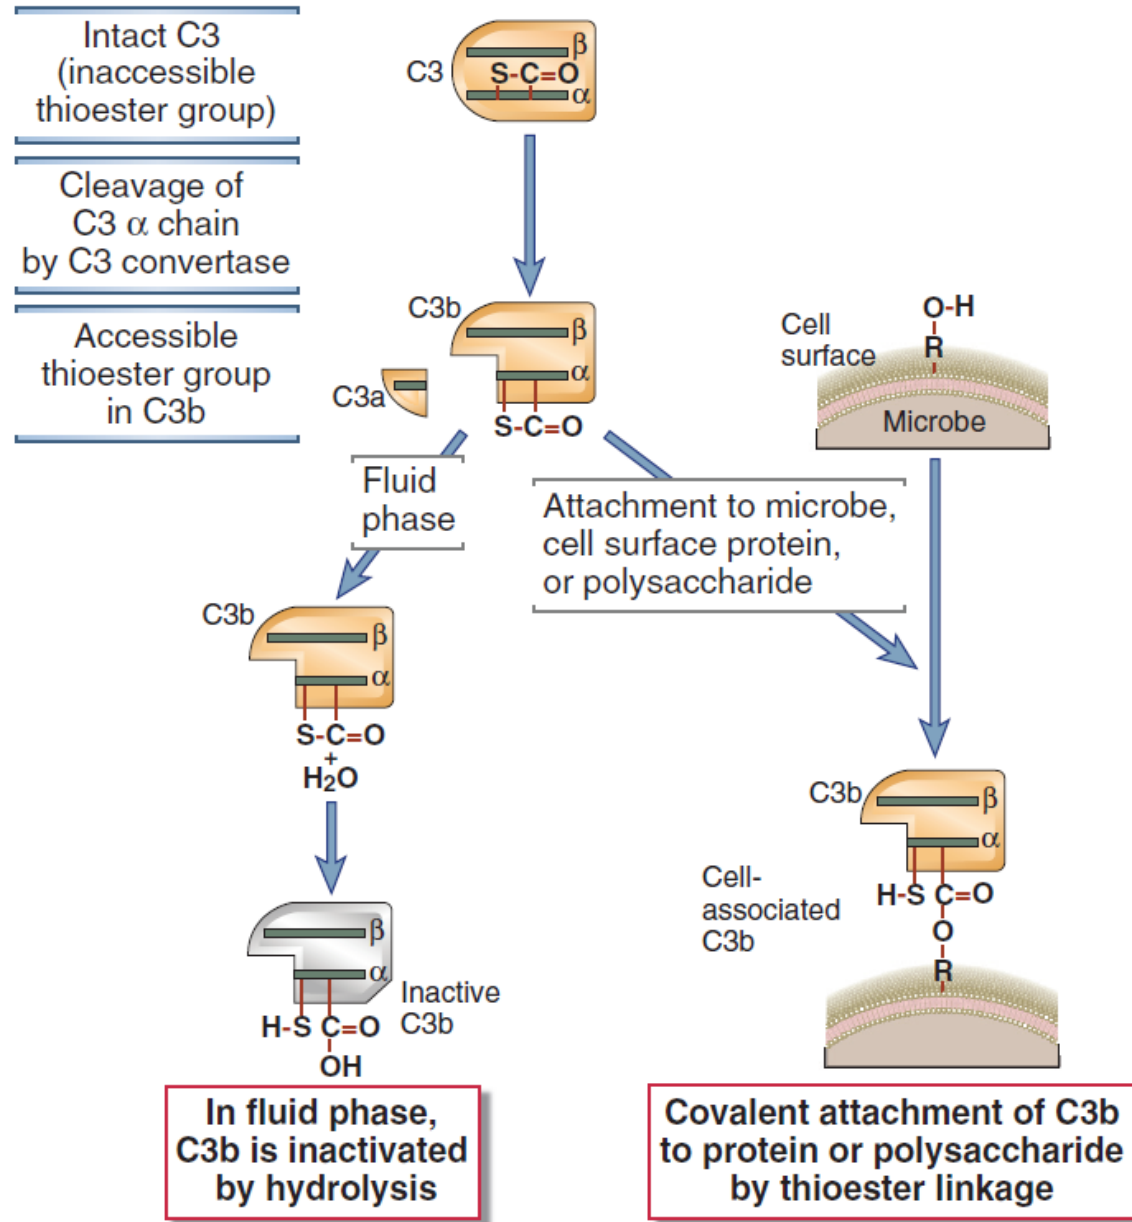 Intact C3
(inaccessible
thioester group)
Cleavage of
C3 α chain
by C3 convertase
Accessible
thioester group
in C3b
C3
β
S-C=O
α
C3b
β
α
C3a
S-C=O
Cell
surface
O-H
R
Microbe
Fluid
phase
Attachment to microbe,
cell surface protein,
or polysaccharide
C3b
β
α
S-C=O
+
H₂O
β
α
Inactive
C3b
H-S C=O
OH
C3b
β
α
Cell-
associated
C3b
H-S C=O
O
R
In fluid phase,
C3b is inactivated
by hydrolysis
Covalent attachment of C3b
to protein or polysaccharide
by thioester linkage